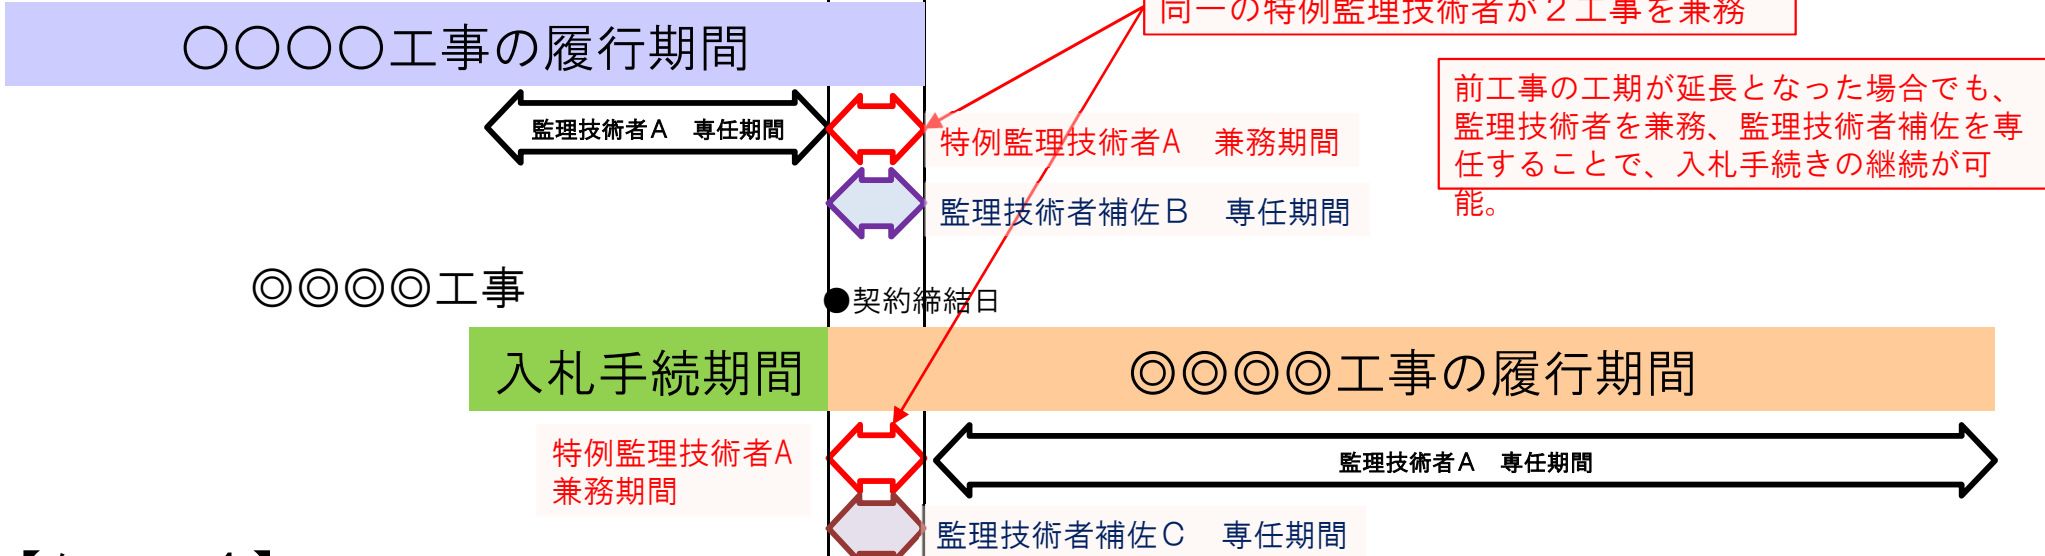 同一の特例監理技術者が２工事を兼務
〇〇〇〇工事の履行期間
前工事の工期が延長となった場合でも、
監理技術者を兼務、監理技術者補佐を専
任することで、入札手続きの継続が可
能。
監理技術者Ａ　専任期間
特例監理技術者A　兼務期間
監理技術者補佐Ｂ　専任期間
◎◎◎◎工事
●契約締結日
入札手続期間
◎◎◎◎工事の履行期間
特例監理技術者A
兼務期間
監理技術者Ａ　専任期間
監理技術者補佐Ｃ　専任期間